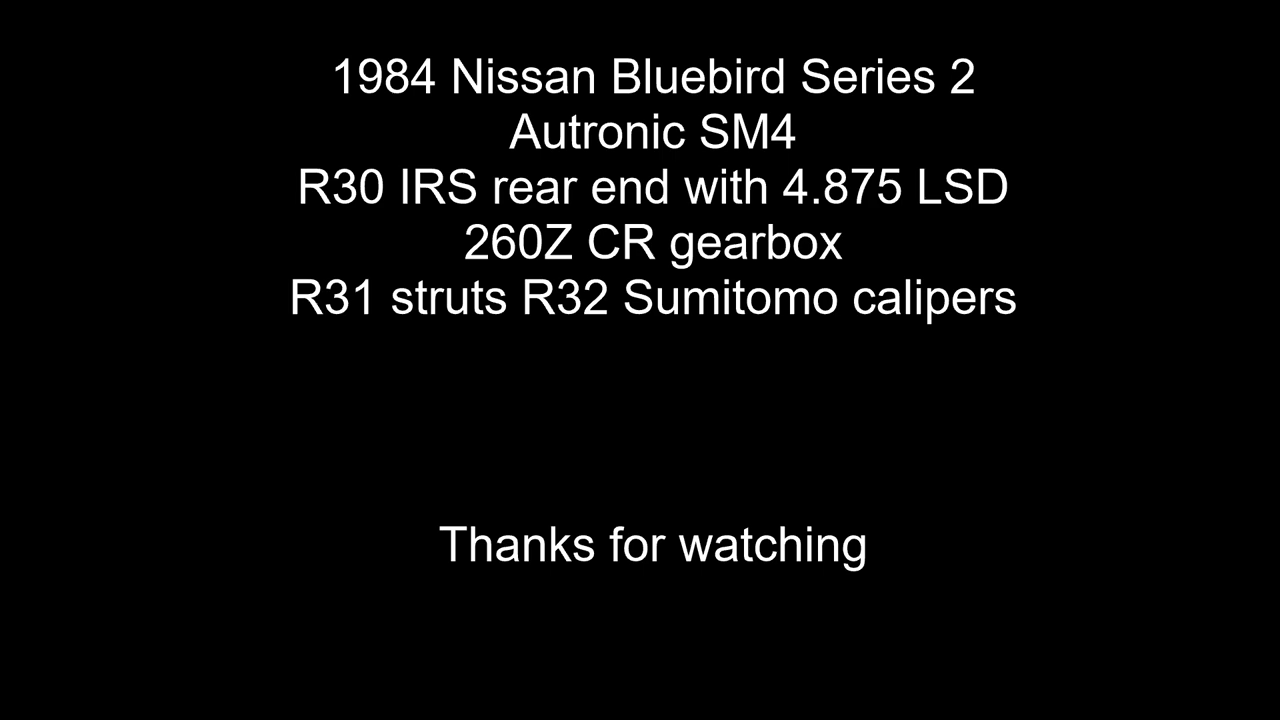 1984 Nissan Bluebird Series 2
Autronic SM4
R30 IRS rear end with 4.875 LSD
260Z CR gearbox
R31 struts R32 Sumitomo calipers
Thanks for watching